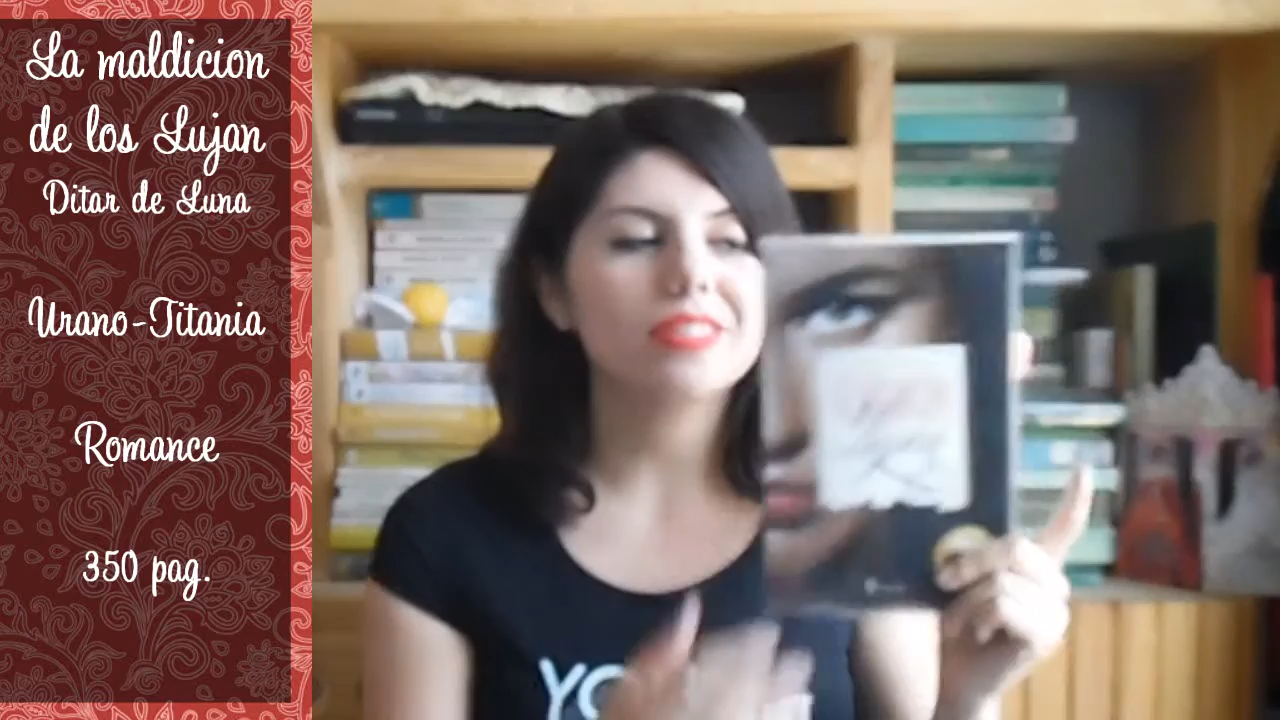 La maldicion
de los Lujan
Ditar de Luna
Urano-Titania
Romance
350 pag.